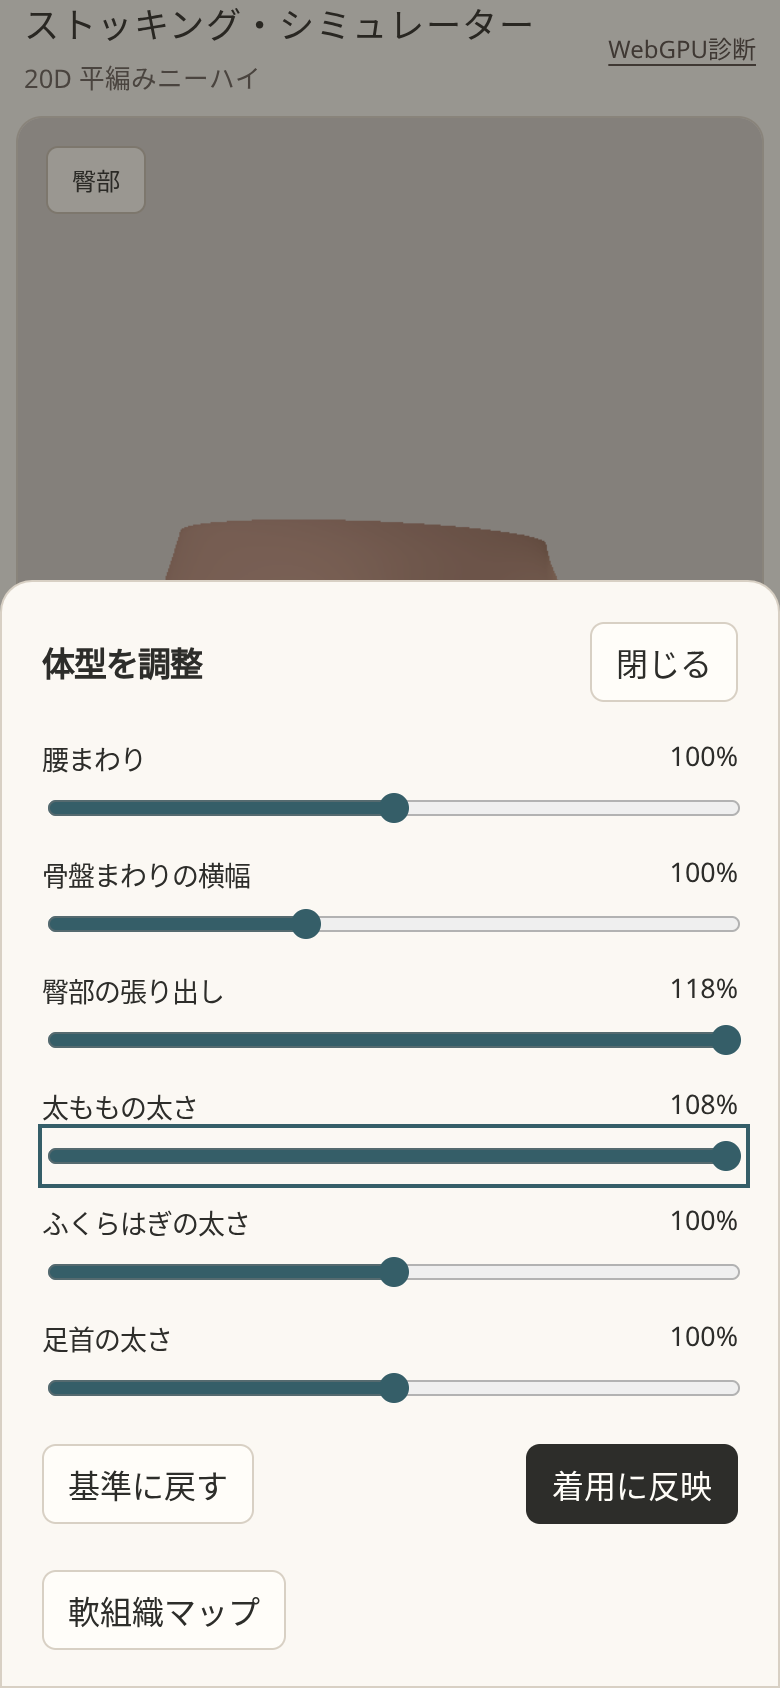 ストッキング・シミュレーター
WebGPU診断
20D 平編みニーハイ
臀部
体型を調整
閉じる
腰まわり
100%
骨盤まわりの横幅
100%
臀部の張り出し
118%
太ももの太さ
108%
ふくらはぎの太さ
100%
足首の太さ
100%
基準に戻す
着用に反映
軟組織マップ